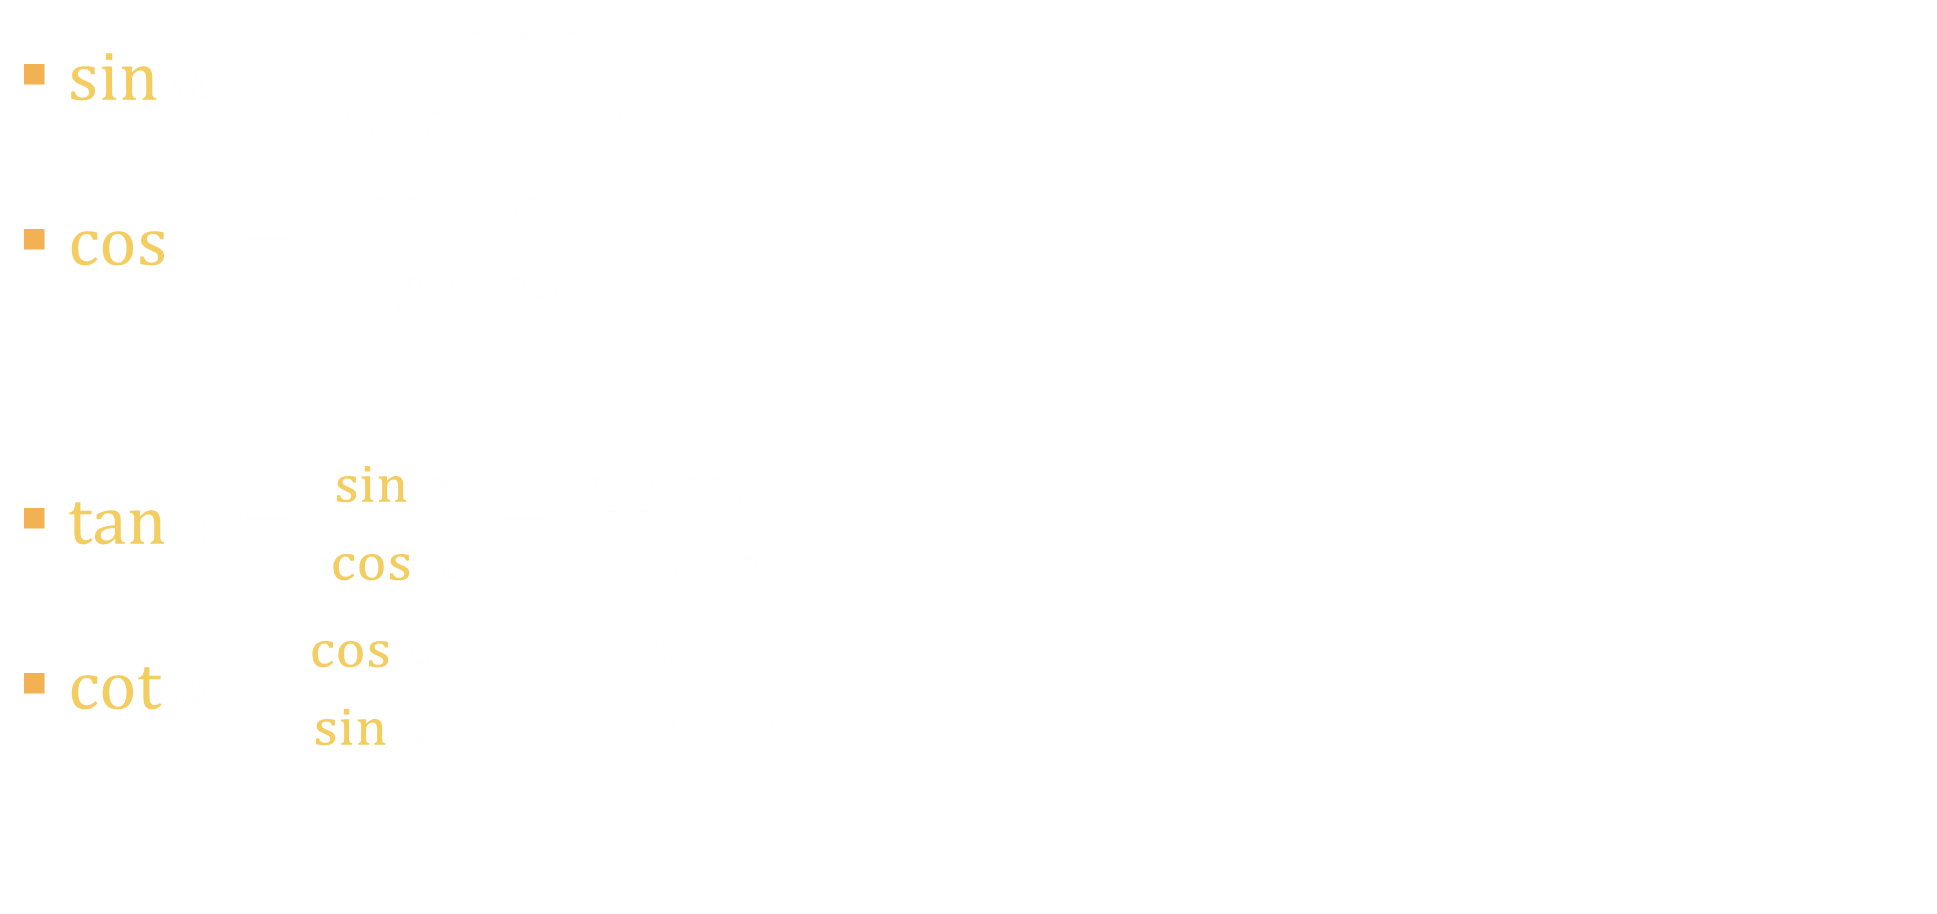 ▪ sin
▪ cos
sin
▪ tan
cos
cos
▪ cot
sin